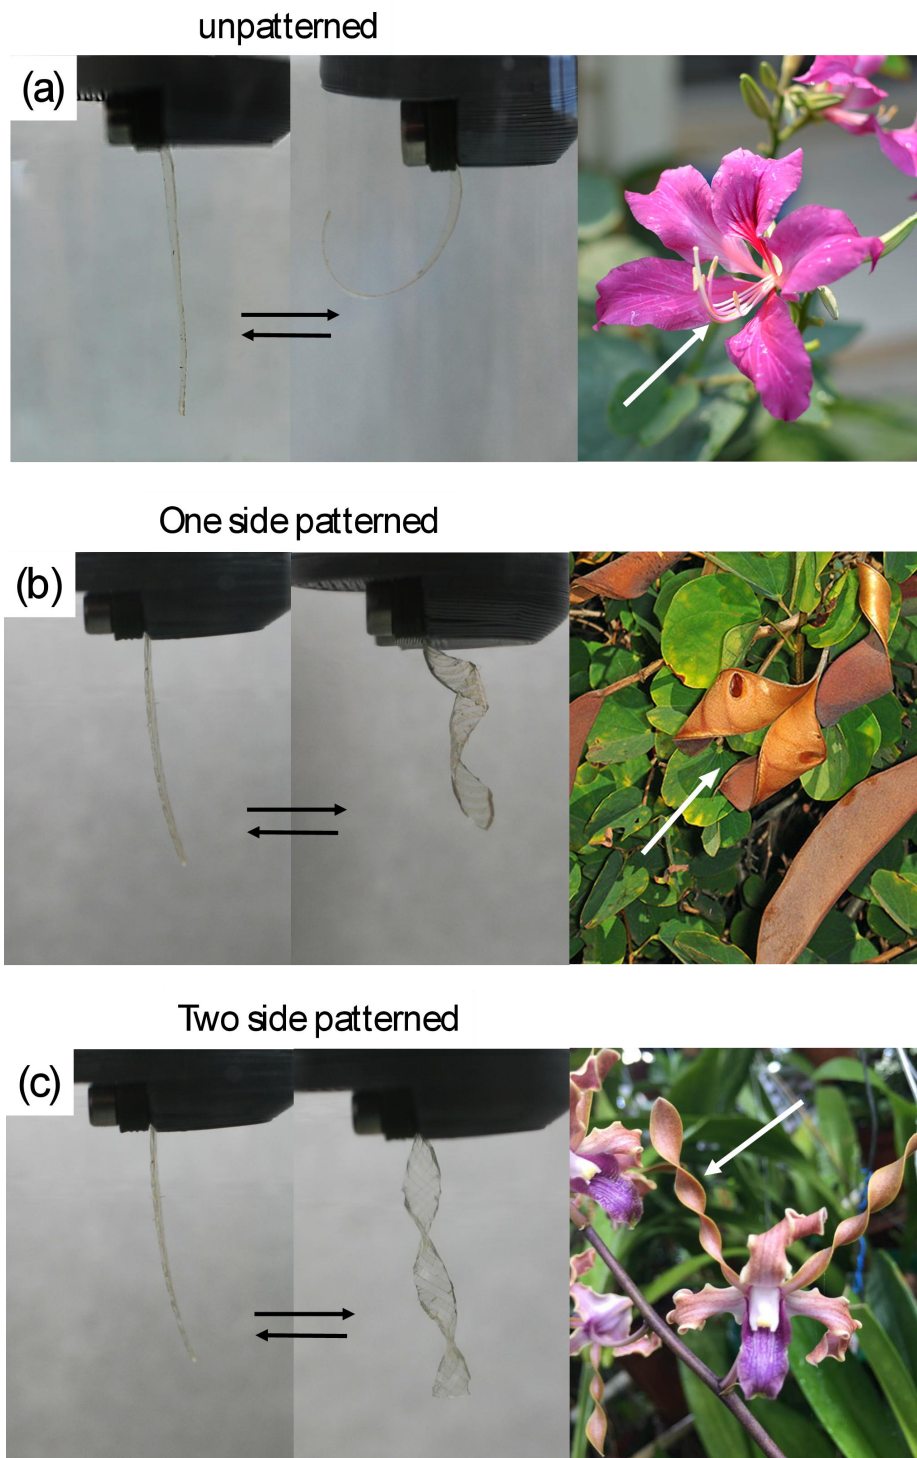 unpatterned
(a)
One side patterned
(b)
Two side patterned
(c)